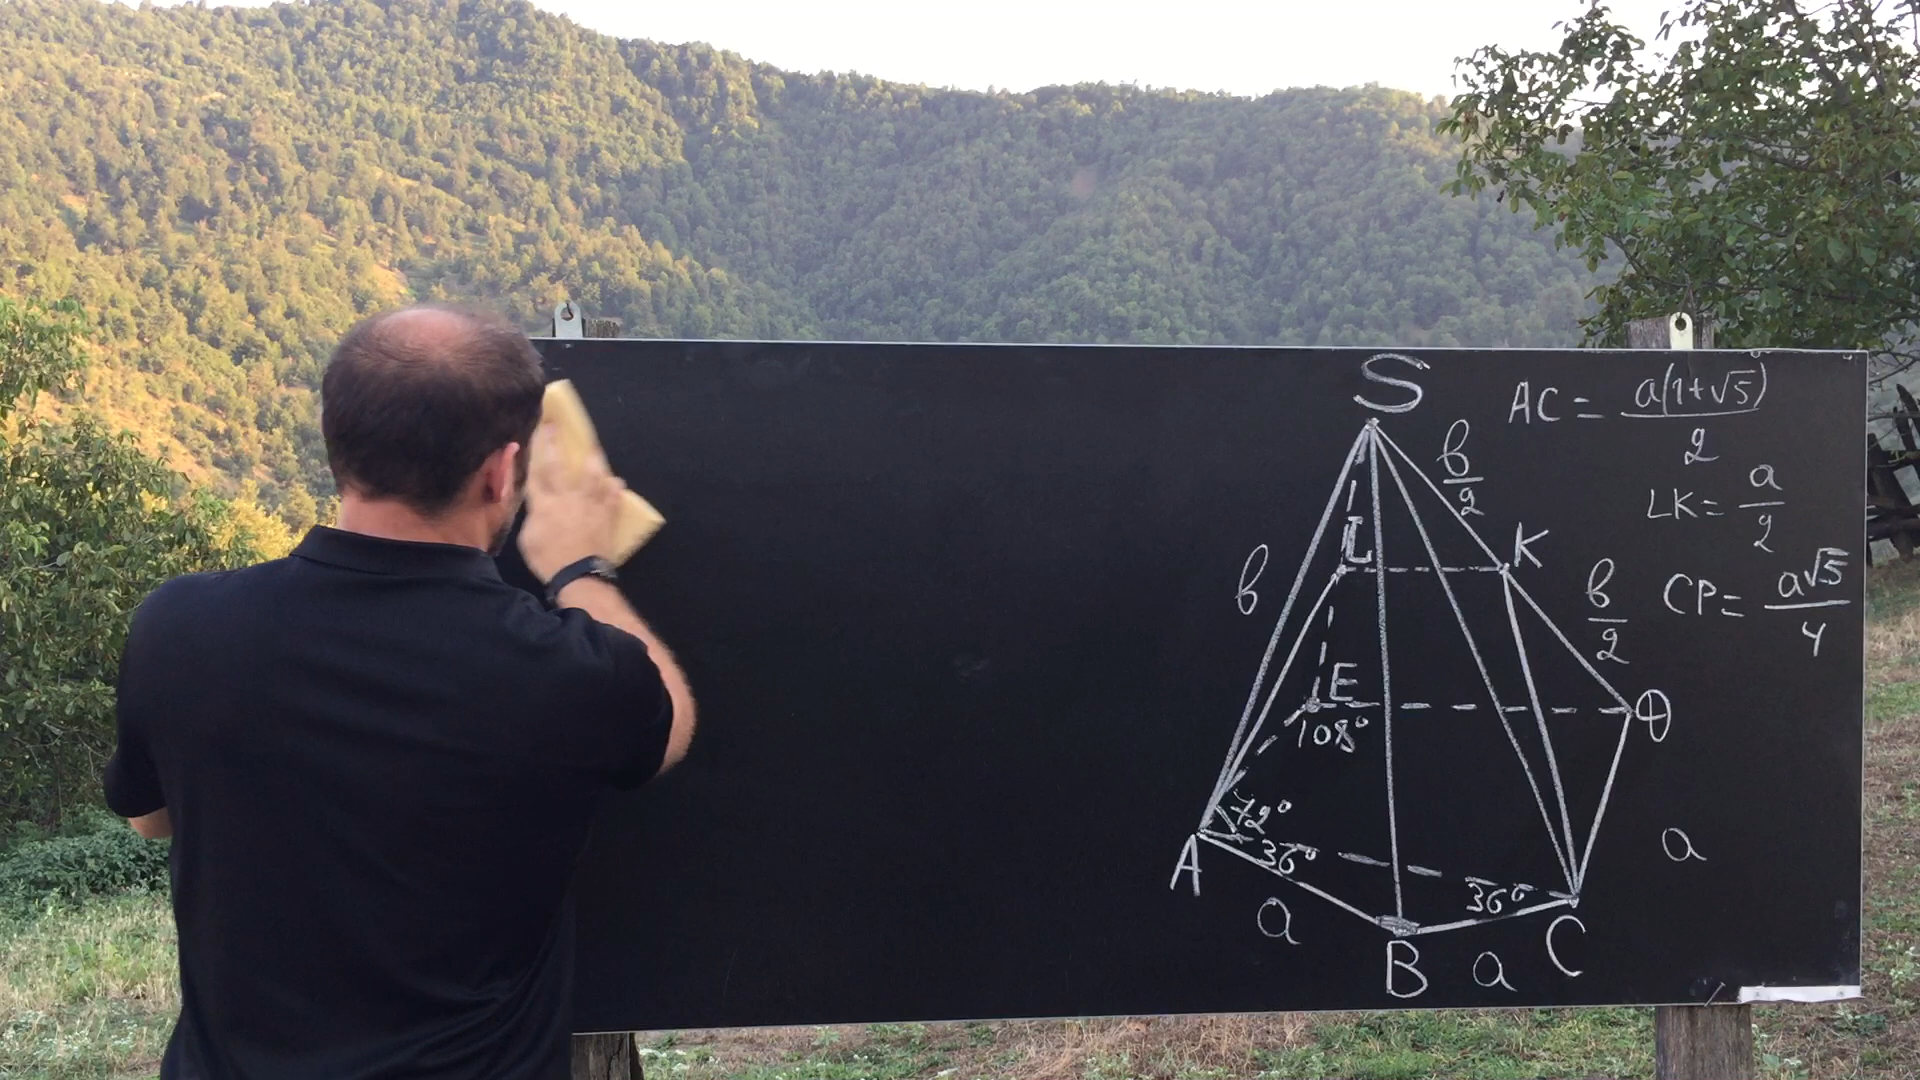 S
AC = a(1+√5)/2
b/2
LK = a/2
L
K
b
b/2
CP = a√5/4
E
108°
D
72°
36°
A
a
36°
a
B
a
C